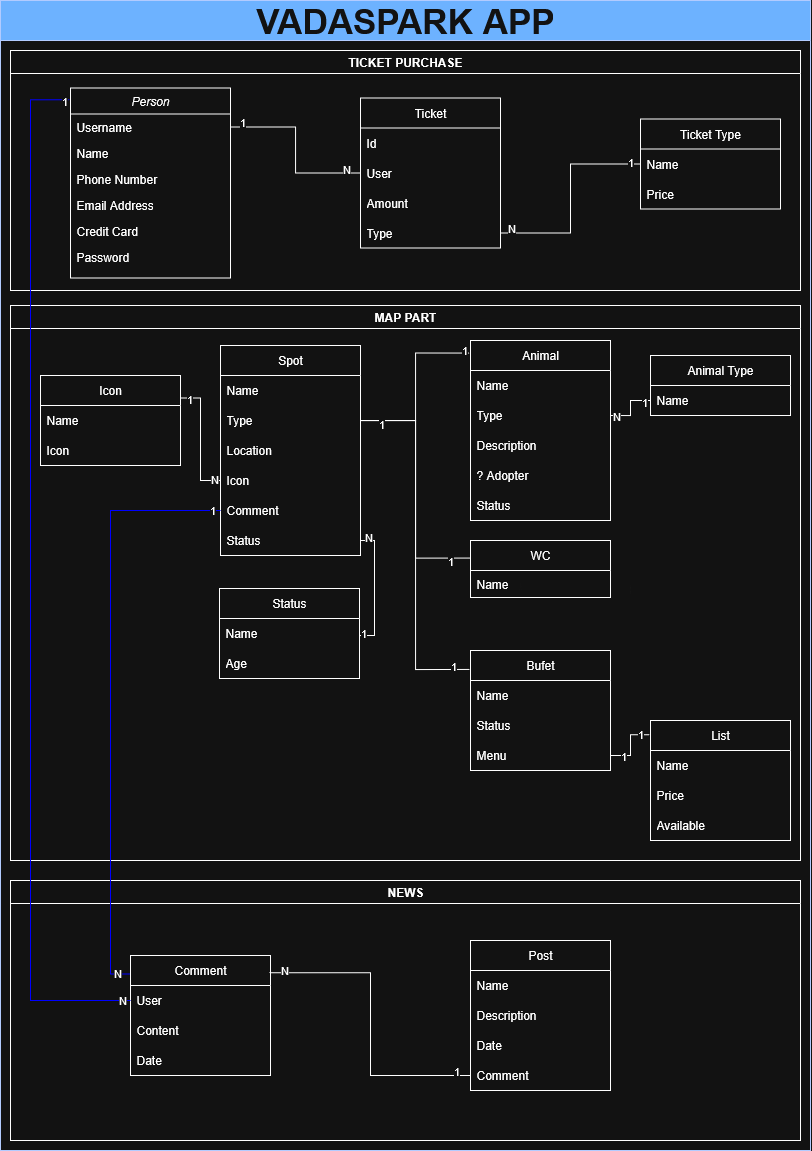 VADASPARK APP
TICKET PURCHASE
1
Person
Username
Name
Phone Number
Email Address
Credit Card
Password
1
N
Ticket
Id
User
Amount
Type
N
1
Ticket Type
Name
Price
MAP PART
Icon
Name
Icon
1
N
1
Spot
Name
Type
Location
Icon
Comment
Status
N
1
Status
Name
Age
1
1
Animal
Name
Type
Description
? Adopter
Status
N
1
Animal Type
Name
1
WC
Name
1
Bufet
Name
Status
Menu
1
1
List
Name
Price
Available
NEWS
N
N
Comment
User
Content
Date
N
1
Post
Name
Description
Date
Comment